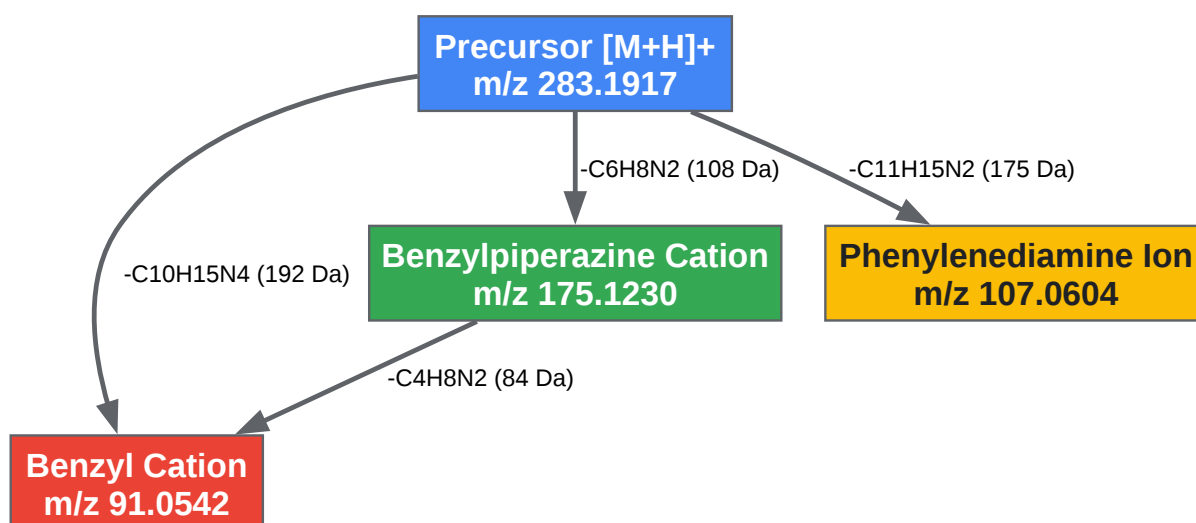 Precursor [M+H]+
m/z 283.1917
-C6H8N2 (108 Da)
-C11H15N2 (175 Da)
Benzylpiperazine Cation
m/z 175.1230
Phenylenediamine Ion
m/z 107.0604
-C10H15N4 (192 Da)
-C4H8N2 (84 Da)
Benzyl Cation
m/z 91.0542